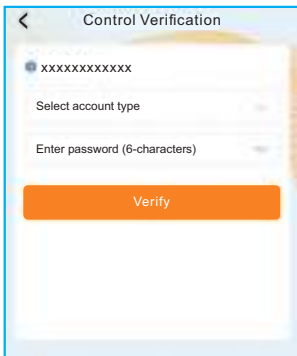 Control Verification
xxxxxxxxxxxx
Select account type
Enter password (6-characters)
Verify